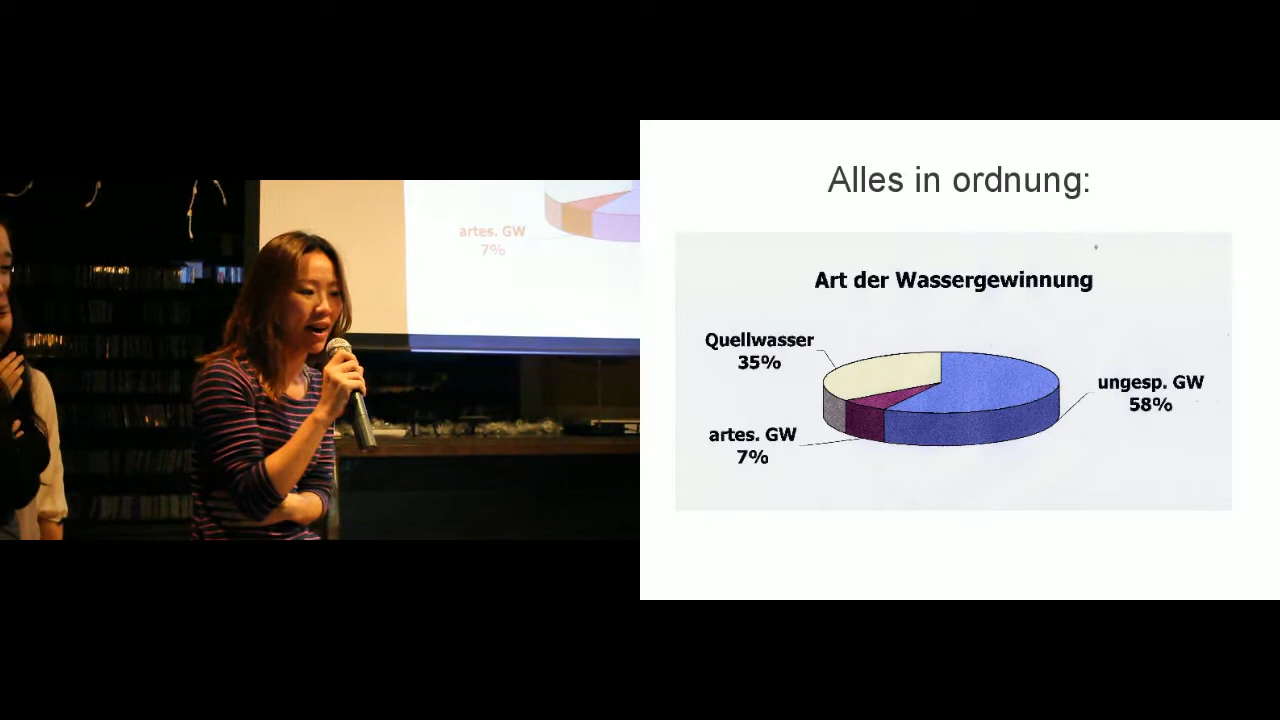 artes. GW
7%
Alles in ordnung:
Art der Wassergewinnung
Quellwasser
35%
ungesp. GW
58%
artes. GW
7%